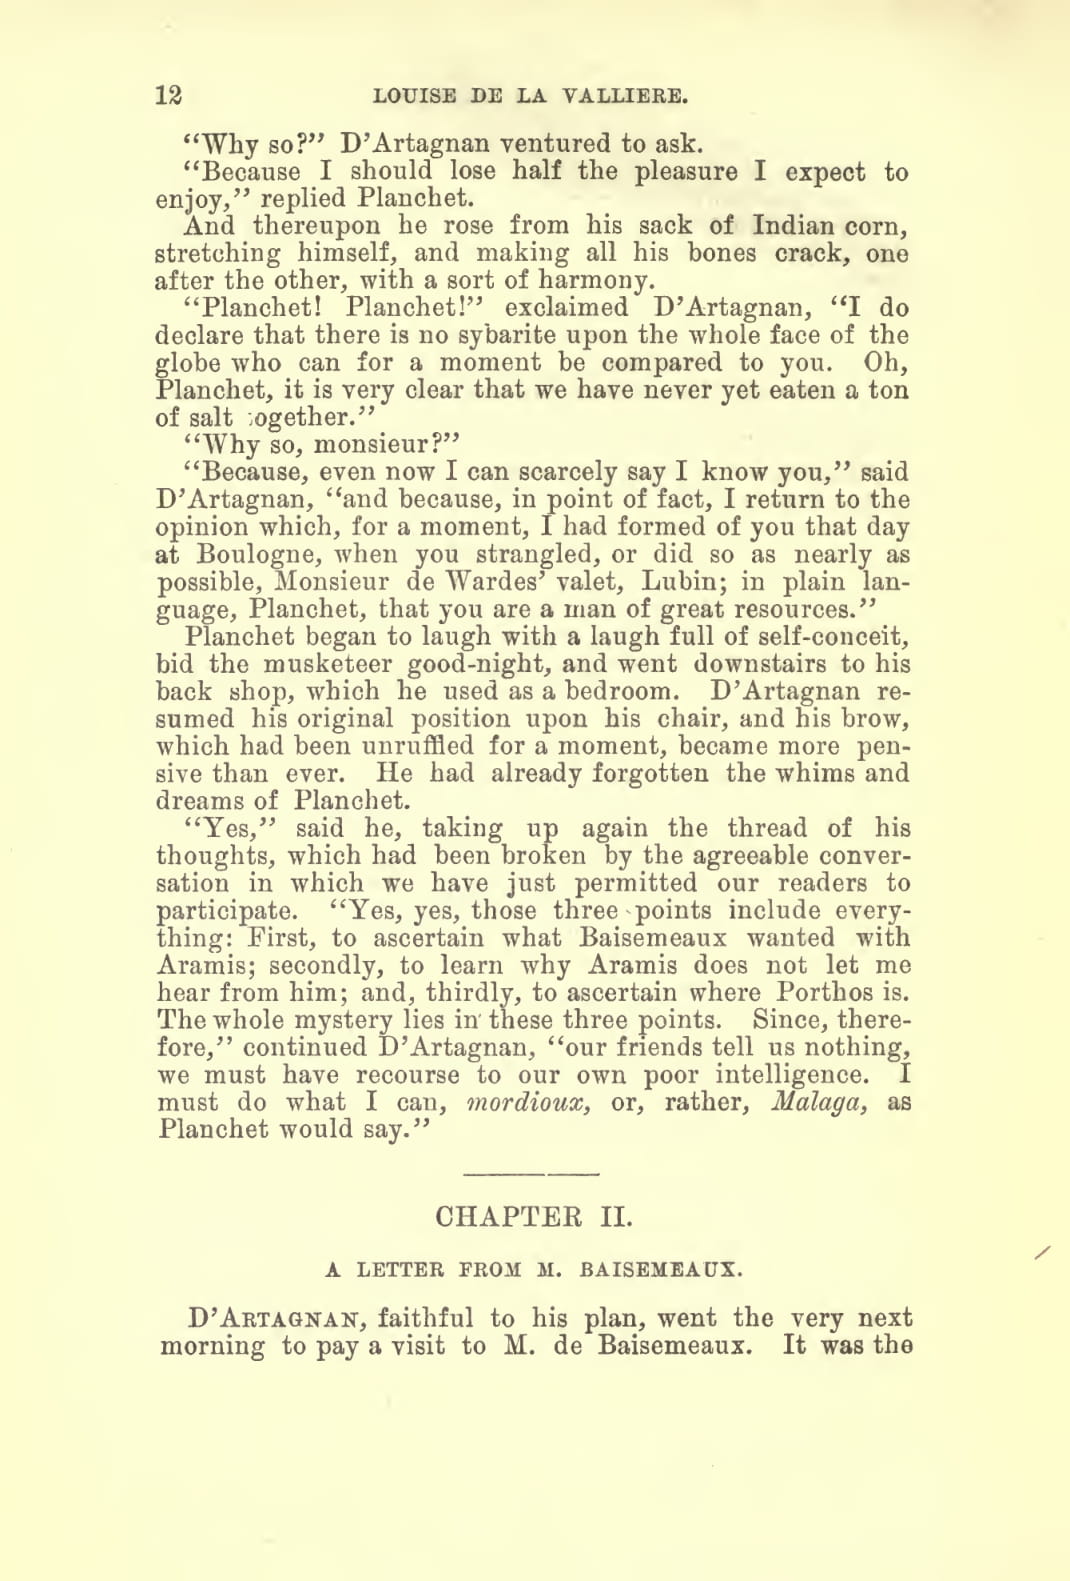 12 LOUISE DE LA VALLIERE.
“Why so?” D’Artagnan ventured to ask.
“Because I should lose half the pleasure I expect to
enjoy,” replied Planchet.
And thereupon he rose from his sack of Indian corn,
stretching himself, and making all his bones crack, one
after the other, with a sort of harmony.
“Planchet! Planchet!” exclaimed D’Artagnan, “I do
declare that there is no sybarite upon the whole face of the
globe who can for a moment be compared to you. Oh,
Planchet, it is very clear that we have never yet eaten a ton
of salt together.”
“Why so, monsieur?”
“Because, even now I can scarcely say I know you,” said
D’Artagnan, “and because, in point of fact, I return to the
opinion which, for a moment, I had formed of you that day
at Boulogne, when you strangled, or did so as nearly as
possible, Monsieur de Wardes’ valet, Lubin; in plain lan-
guage, Planchet, that you are a man of great resources.”
Planchet began to laugh with a laugh full of self-conceit,
bid the musketeer good-night, and went downstairs to his
back shop, which he used as a bedroom. D’Artagnan re-
sumed his original position upon his chair, and his brow,
which had been unruffled for a moment, became more pen-
sive than ever. He had already forgotten the whims and
dreams of Planchet.
“Yes,” said he, taking up again the thread of his
thoughts, which had been broken by the agreeable conver-
sation in which we have just permitted our readers to
participate. “Yes, yes, those three points include every-
thing: First, to ascertain what Baisemeaux wanted with
Aramis; secondly, to learn why Aramis does not let me
hear from him; and, thirdly, to ascertain where Porthos is.
The whole mystery lies in these three points. Since, there-
fore,” continued D’Artagnan, “our friends tell us nothing,
we must have recourse to our own poor intelligence. I
must do what I can, mordioux, or, rather, Malaga, as
Planchet would say.”
CHAPTER II.
A LETTER FROM M. BAISEMEAUX.
D’ARTAGNAN, faithful to his plan, went the very next
morning to pay a visit to M. de Baisemeaux. It was the